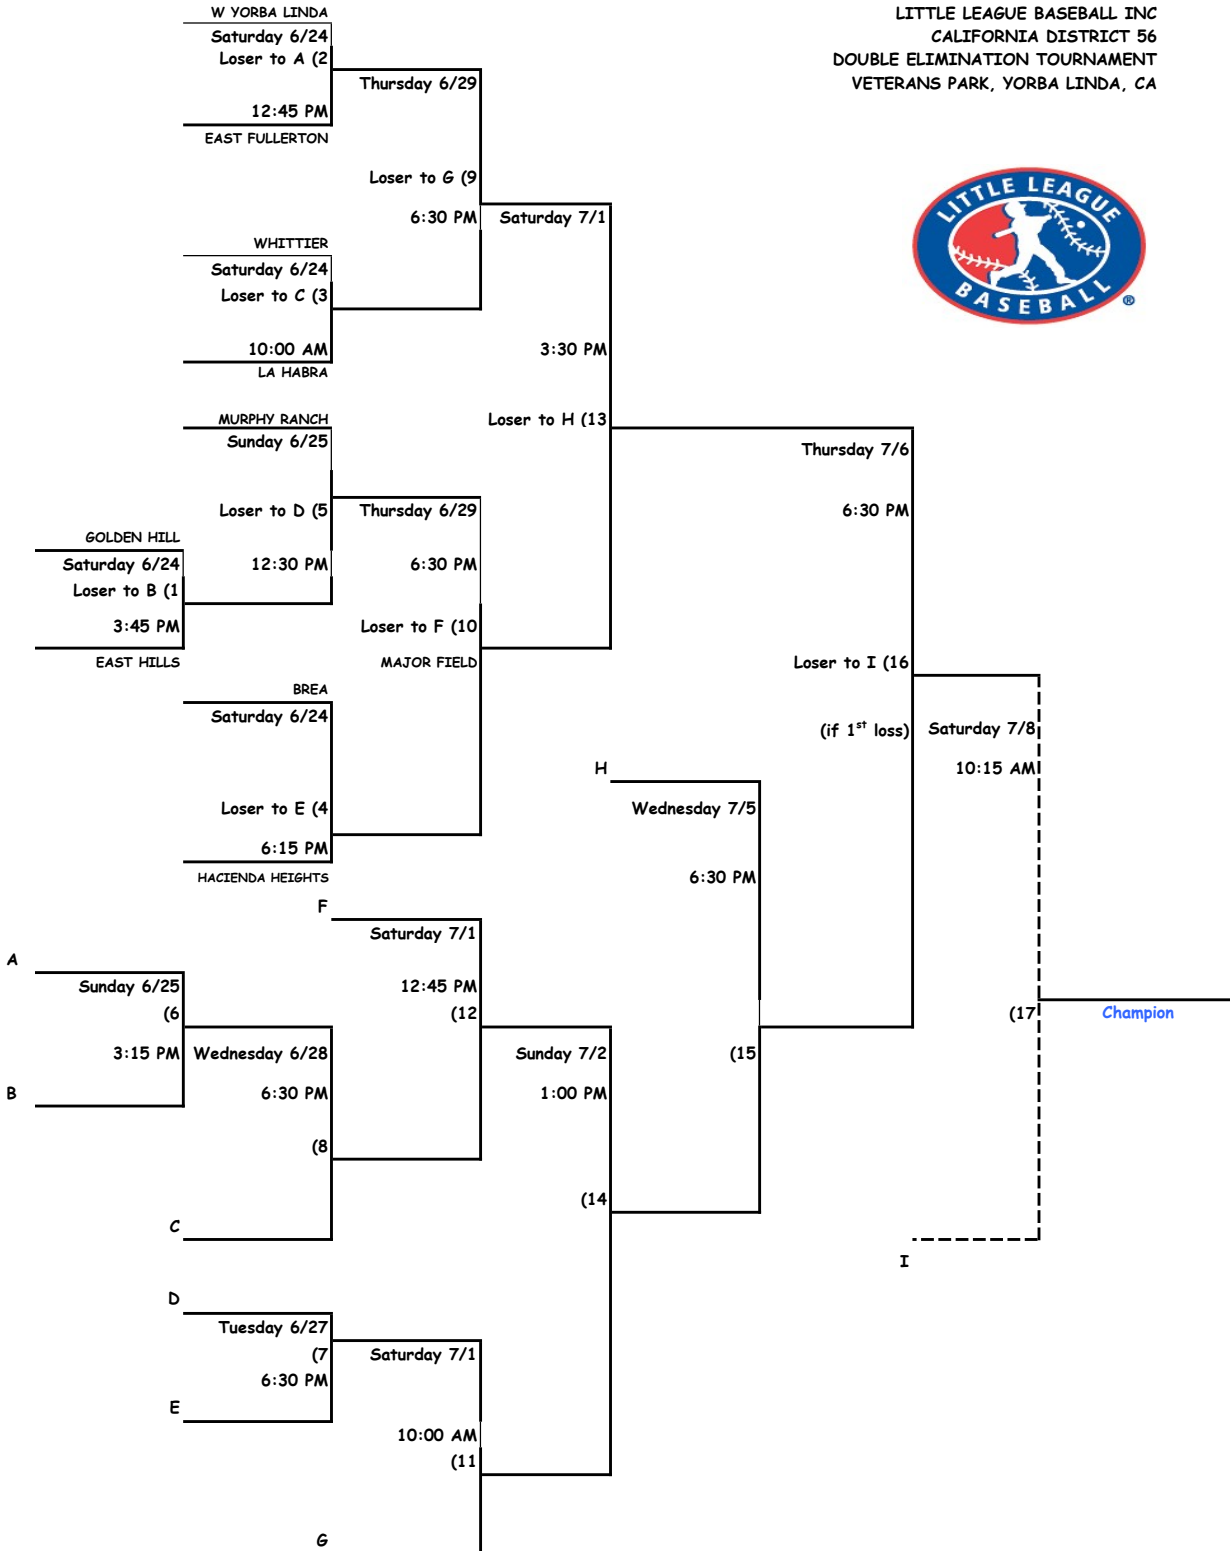 W YORBA LINDA
Saturday 6/24
Loser to A (2
12:45 PM
EAST FULLERTON
LITTLE LEAGUE BASEBALL INC
CALIFORNIA DISTRICT 56
DOUBLE ELIMINATION TOURNAMENT
VETERANS PARK, YORBA LINDA, CA
LITTLE LEAGUE
BASEBALL
®
Thursday 6/29
Loser to G (9
6:30 PM
Saturday 7/1
WHITTIER
Saturday 6/24
Loser to C (3
10:00 AM
LA HABRA
3:30 PM
Loser to H (13
MURPHY RANCH
Sunday 6/25
Loser to D (5
12:30 PM
Thursday 6/29
6:30 PM
Loser to F (10
MAJOR FIELD
GOLDEN HILL
Saturday 6/24
Loser to B (1
3:45 PM
EAST HILLS
BREA
Saturday 6/24
Loser to E (4
6:15 PM
HACIENDA HEIGHTS
Thursday 7/6
6:30 PM
Loser to I (16
(if 1st loss)
Saturday 7/8
10:15 AM
H
Wednesday 7/5
6:30 PM
F
Saturday 7/1
12:45 PM
(12
A
Sunday 6/25
(6
3:15 PM
B
Wednesday 6/28
6:30 PM
(8
C
Sunday 7/2
1:00 PM
(14
(15
(17
Champion
I
D
Tuesday 6/27
(7
6:30 PM
E
Saturday 7/1
10:00 AM
(11
G